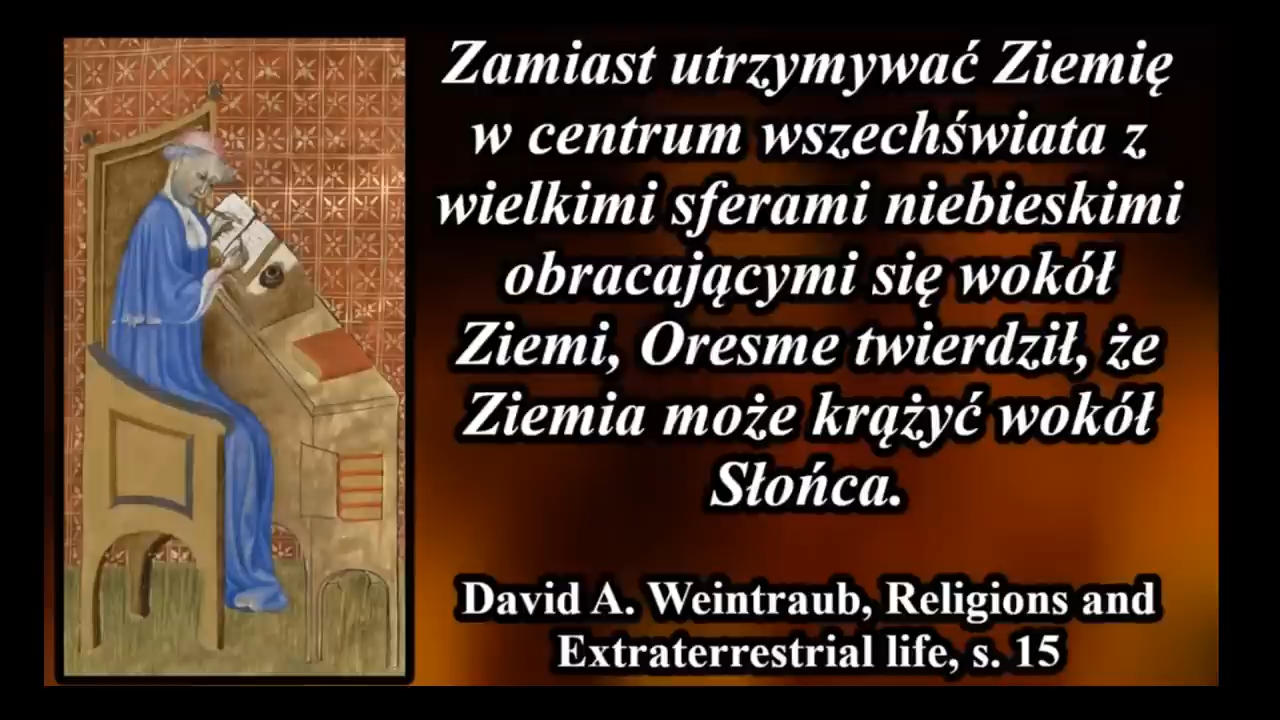 Zamiast utrzymywać Ziemię
w centrum wszechświata z
wielkimi sferami niebieskimi
obracającymi się wokół
Ziemi, Oresme twierdził, że
Ziemia może krążyć wokół
Słońca.
David A. Weintraub, Religions and
Extraterrestrial life, s. 15